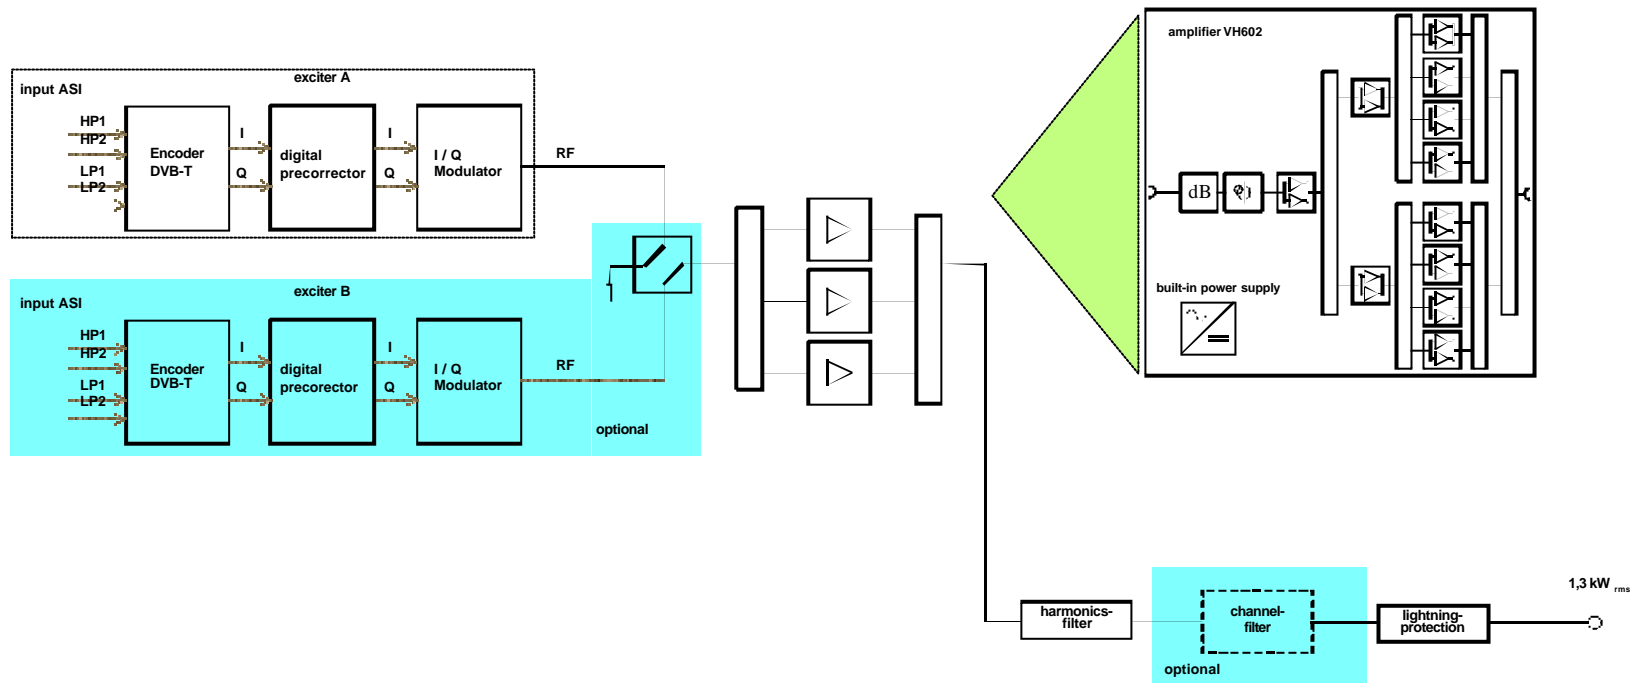 amplifier VH602
exciter A
input ASI
HP1
HP2
LP1
LP2
Encoder
DVB-T
I
Q
digital
precorrector
I
Q
I / Q
Modulator
RF
dB
built-in power supply
exciter B
input ASI
HP1
HP2
LP1
LP2
Encoder
DVB-T
I
Q
digital
precorector
I
Q
I / Q
Modulator
RF
optional
harmonics-
filter
channel-
filter
optional
lightning-
protection
1,3 kW rms